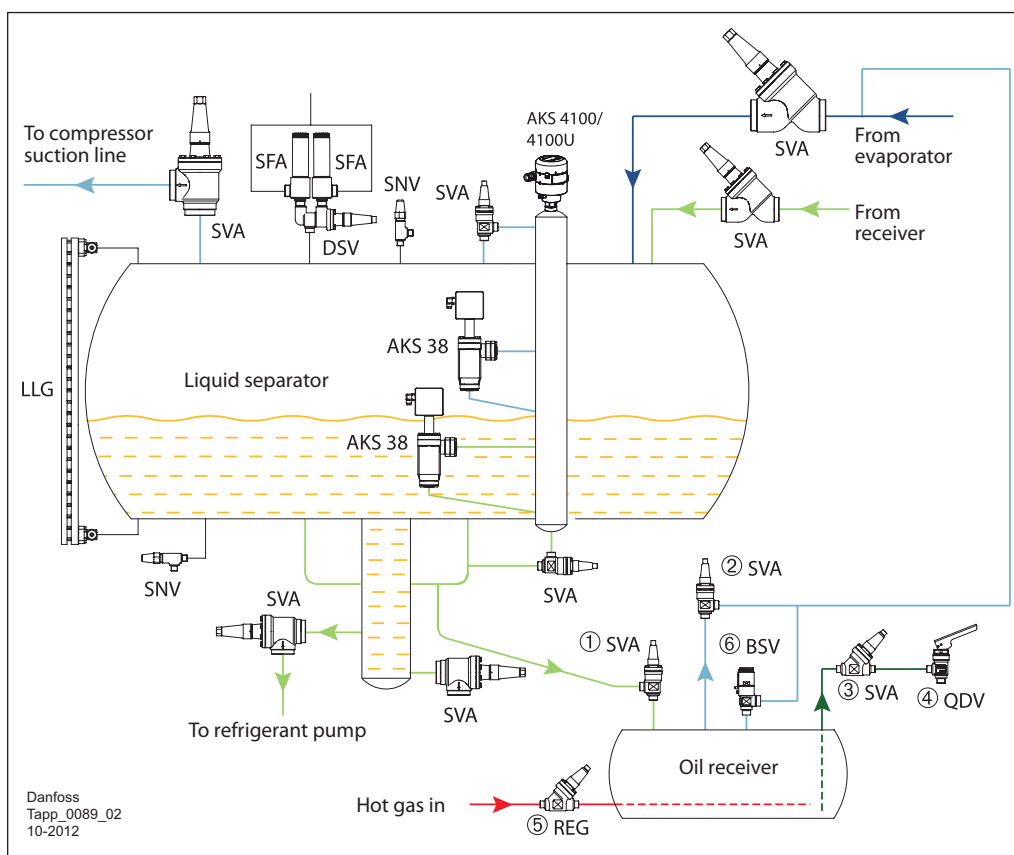 To compressor
suction line
SVA
SFA
SFA
DSV
SNV
SVA
AKS 4100/
4100U
SVA
From
evaporator
SVA
From
receiver
LLG
AKS 38
Liquid separator
AKS 38
SNV
SVA
SVA
SVA
To refrigerant pump
① SVA
② SVA
⑥ BSV
③ SVA
④ QDV
Oil receiver
Hot gas in
⑤ REG
Danfoss
Tapp_0089_02
10-2012